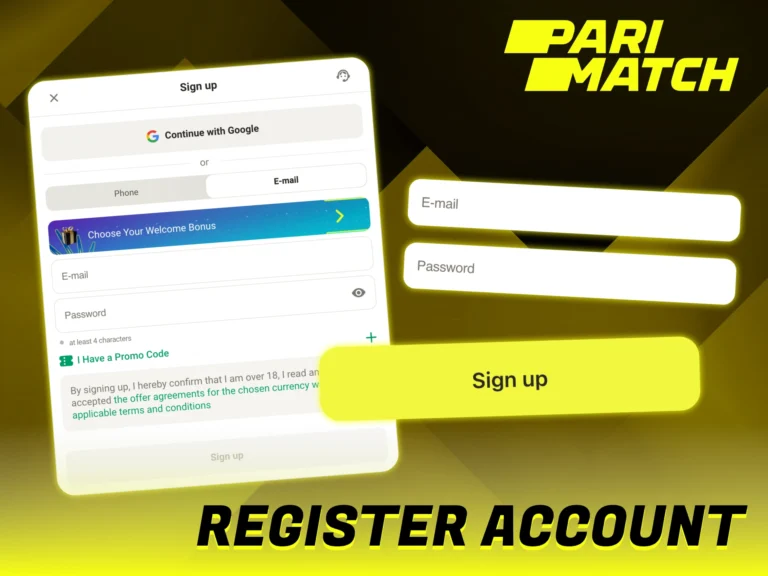 PARI
MATCH
Sign up
Continue with Google
or
Phone
E-mail
Choose Your Welcome Bonus
E-mail
Password
at least 4 characters
I Have a Promo Code
By signing up, I hereby confirm that I am over 18, I read an
accepted the offer agreements for the chosen currency w
applicable terms and conditions
Sign up
E-mail
Password
Sign up
REGISTER ACCOUNT